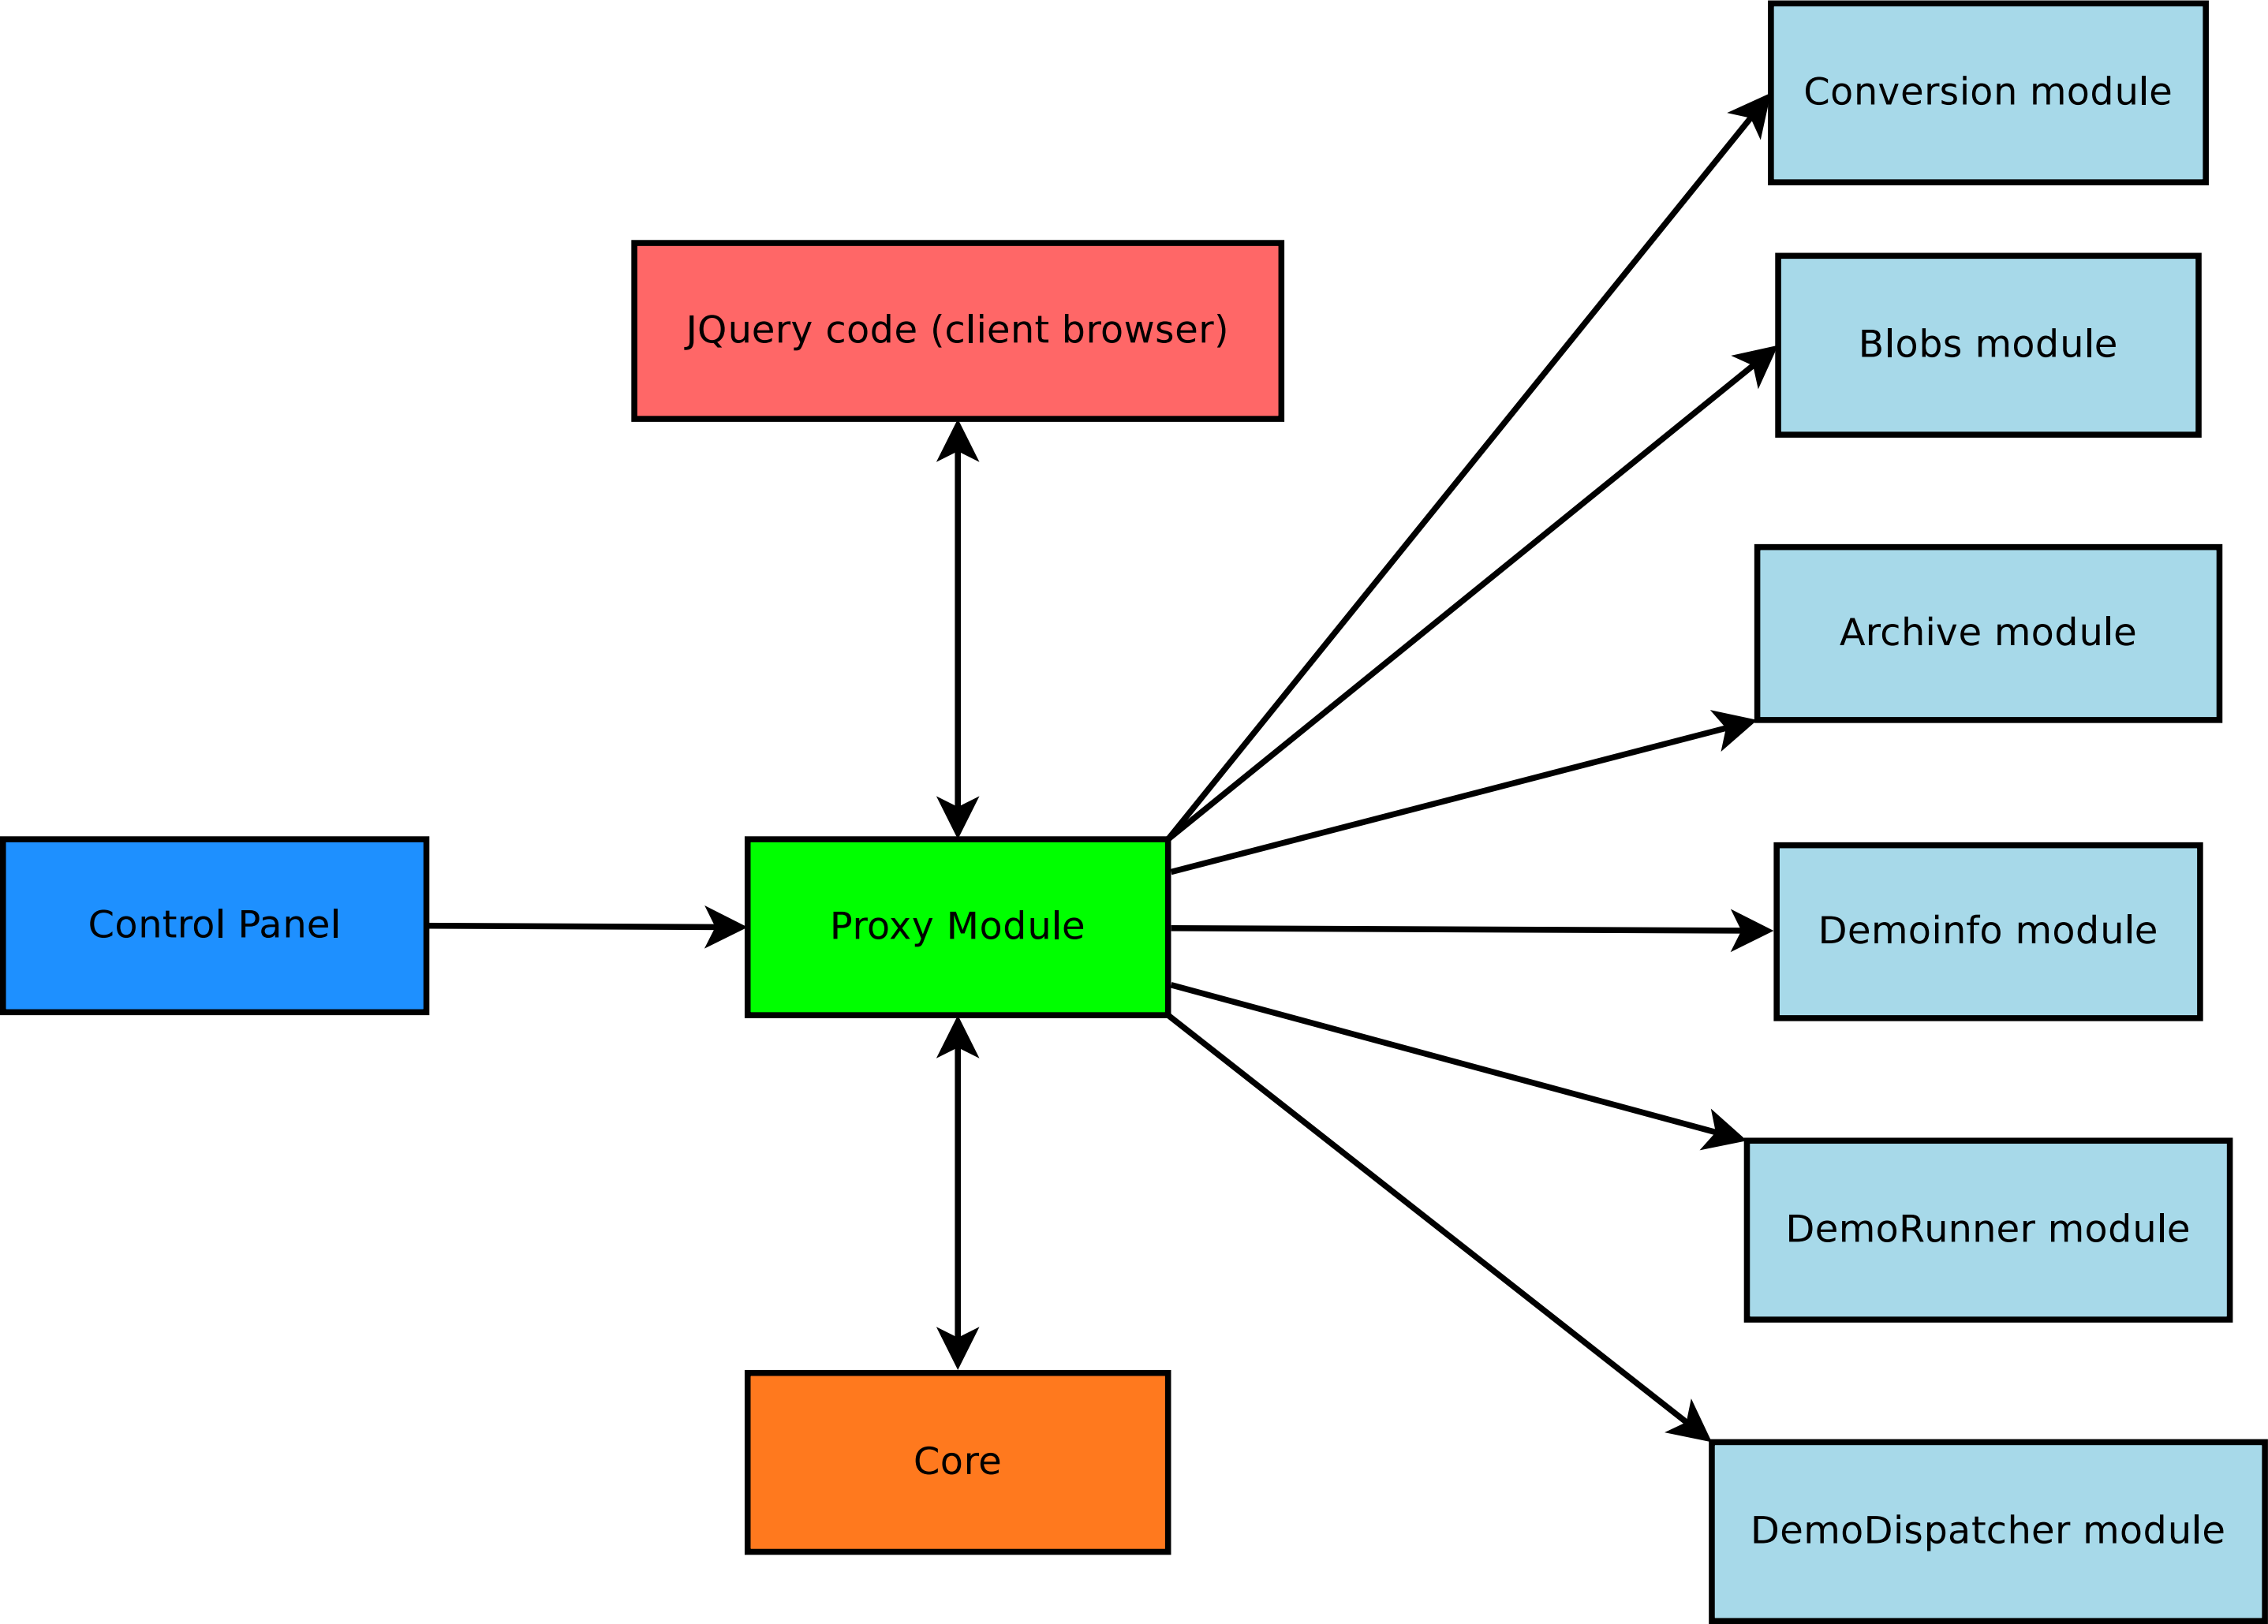 Conversion module
JQuery code (client browser)
Blobs module
Archive module
Control Panel
Proxy Module
Demoinfo module
DemoRunner module
Core
DemoDispatcher module